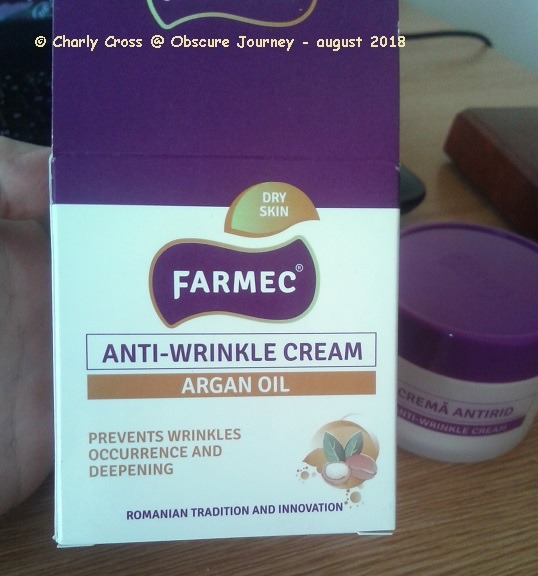 © Charly Cross @ Obscure Journey - august 2018
DRY
SKIN
FARMEC®
ANTI-WRINKLE CREAM
ARGAN OIL
PREVENTS WRINKLES
OCCURRENCE AND
DEEPENING
ROMANIAN TRADITION AND INNOVATION
CREMĂ ANTIRID
ANTI-WRINKLE CREAM